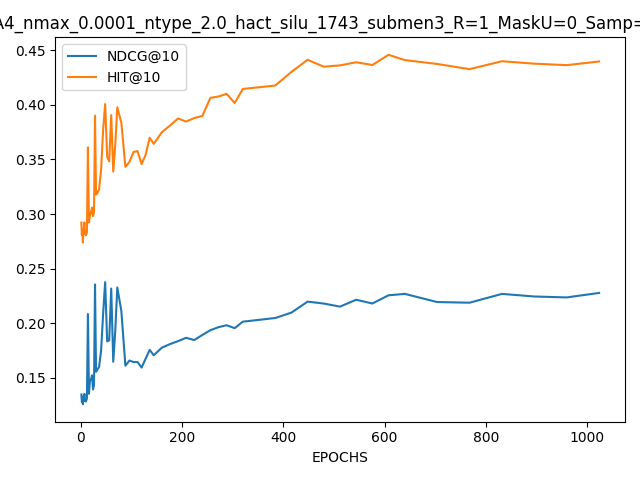 A4_nmax_0.0001_ntype_2.0_hact_silu_1743_submen3_R=1_MaskU=0_Samp=
NDCG@10
HIT@10
0.45
0.40
0.35
0.30
0.25
0.20
0.15
0 200 400 600 800 1000
EPOCHS